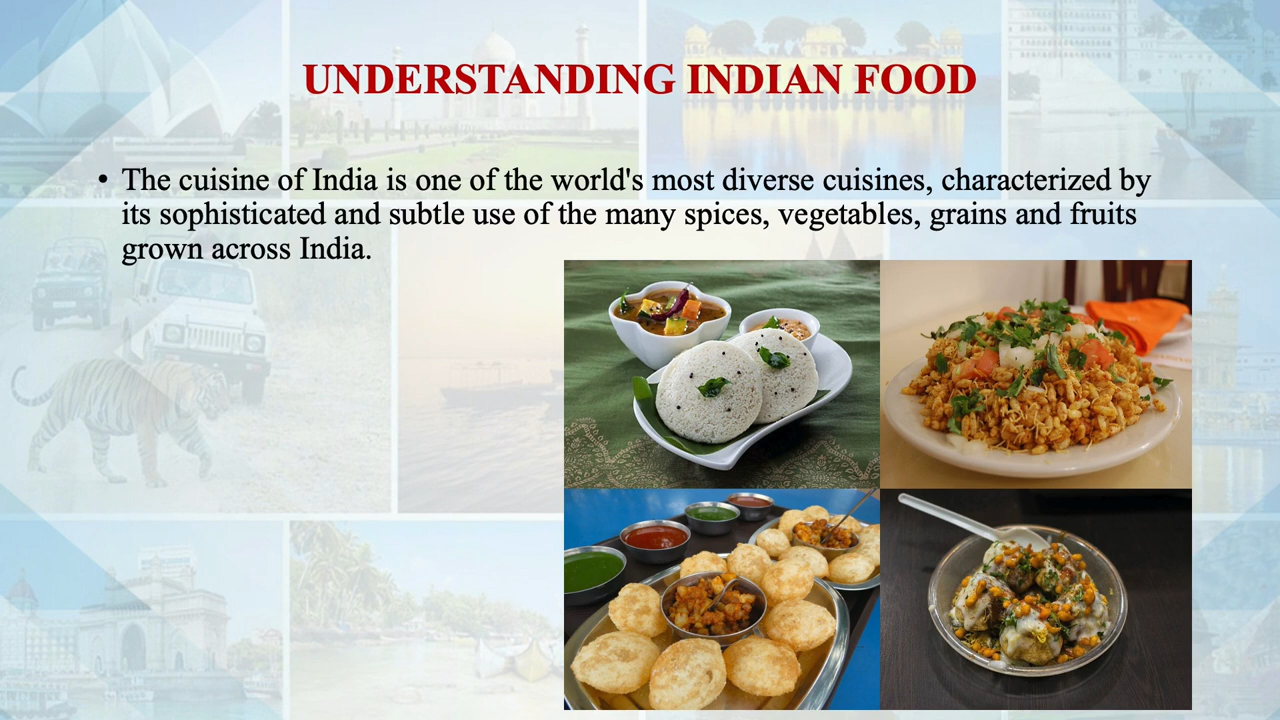 UNDERSTANDING INDIAN FOOD
• The cuisine of India is one of the world's most diverse cuisines, characterized by
its sophisticated and subtle use of the many spices, vegetables, grains and fruits
grown across India.